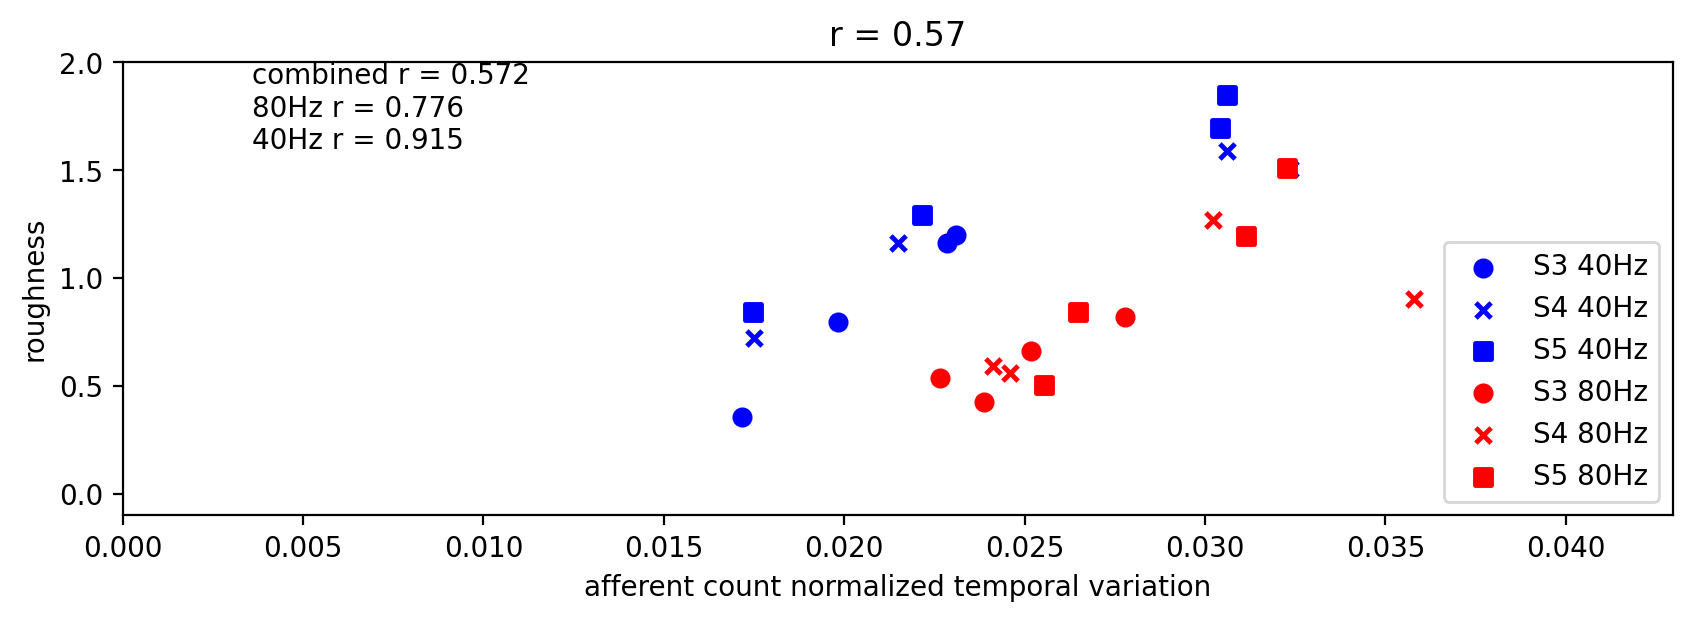 r = 0.57
combined r = 0.572
80Hz r = 0.776
40Hz r = 0.915
roughness
2.0
1.5
1.0
0.5
0.0
S3 40Hz
S4 40Hz
S5 40Hz
S3 80Hz
S4 80Hz
S5 80Hz
0.000 0.005 0.010 0.015 0.020 0.025 0.030 0.035 0.040
afferent count normalized temporal variation